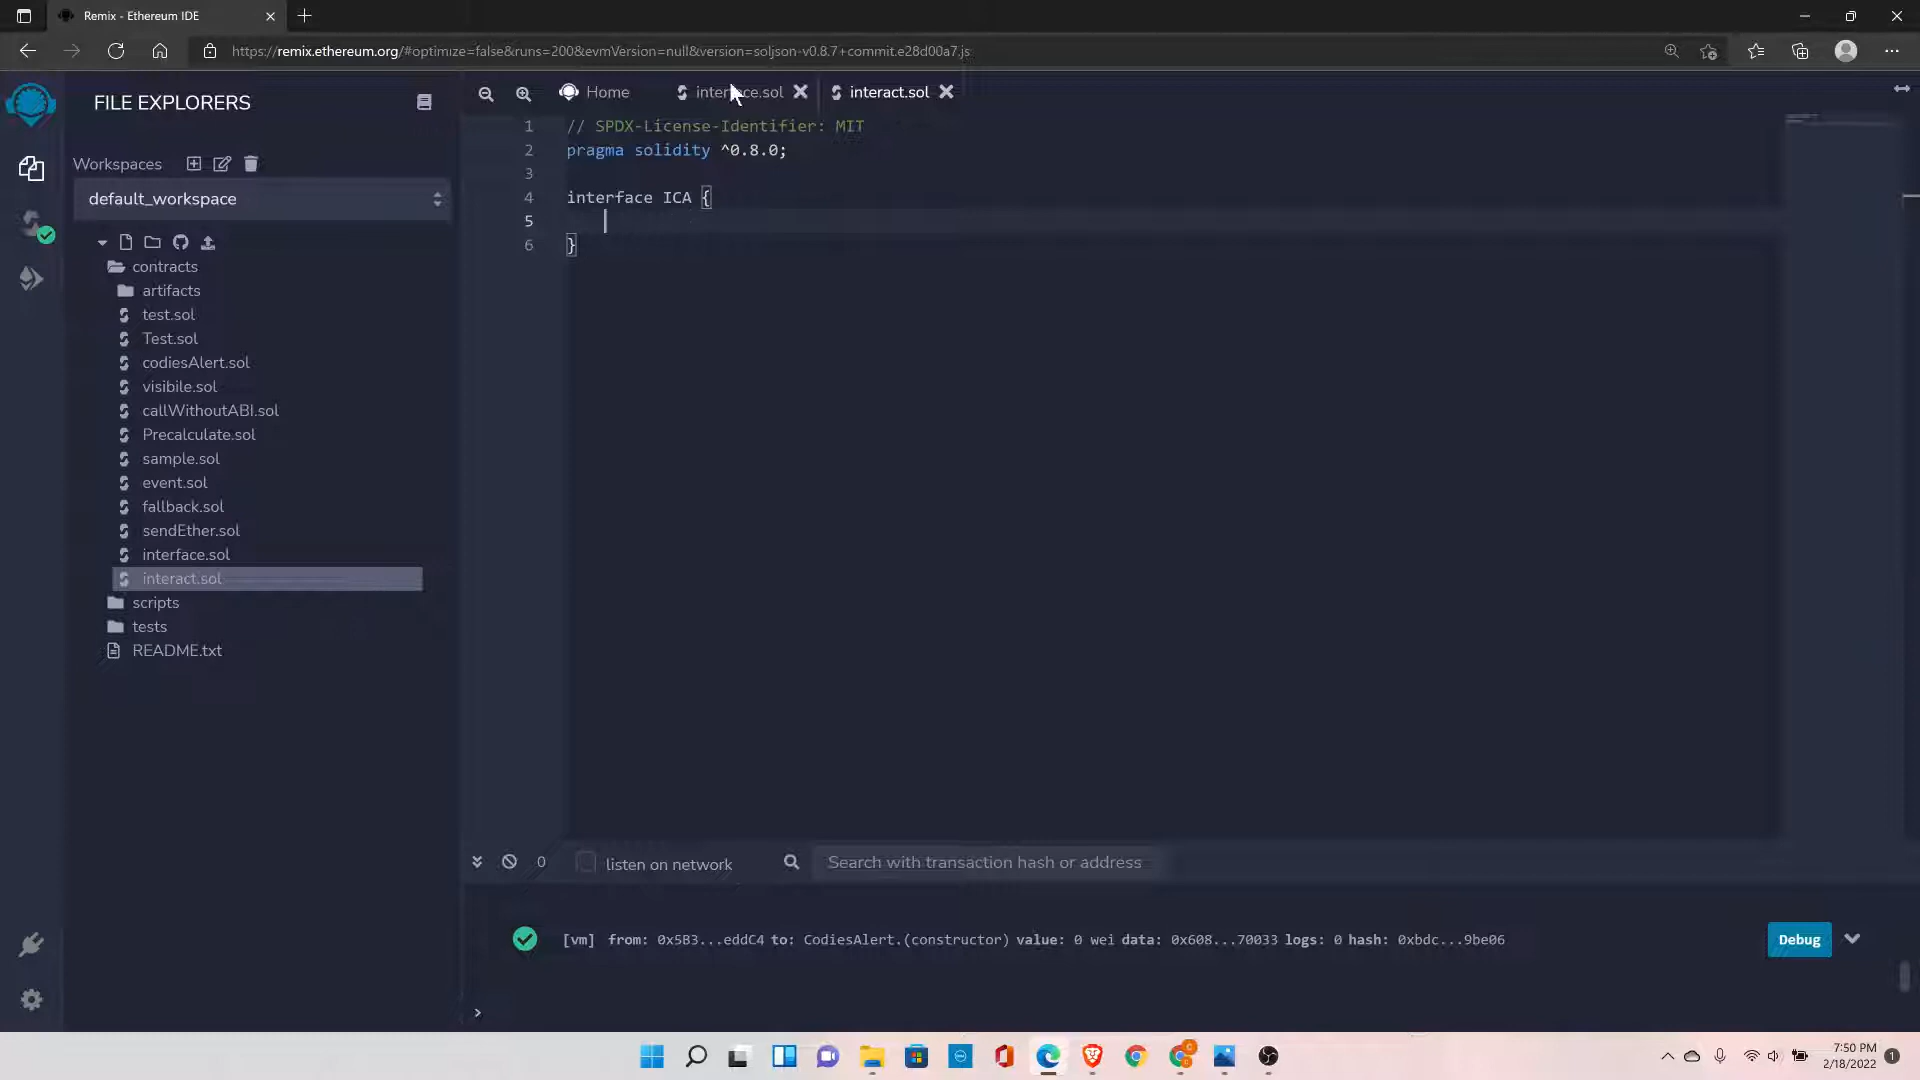 Remix - Ethereum IDE
https://remix.ethereum.org/#optimize=false&runs=200&evmVersion=null&version=soljson-v0.8.7+commit.e28d00a7.js
FILE EXPLORERS
Home
interact.sol
Workspaces
default_workspace
contracts
artifacts
test.sol
Test.sol
codiesAlert.sol
visibile.sol
callWithoutABI.sol
Precalculate.sol
sample.sol
event.sol
fallback.sol
sendEther.sol
interface.sol
interact.sol
scripts
tests
README.txt
1 // SPDX-License-Identifier: MIT
2 pragma solidity ^0.8.0;
3
4 interface ICA {
5
6 }
0
listen on network
Search with transaction hash or address
[vm] from: 0x5B3...eddC4 to: CodiesAlert.(constructor) value: 0 wei data: 0x608...70033 logs: 0 hash: 0xbdc...9be06
Debug
>
7:50 PM
2/18/2022
1